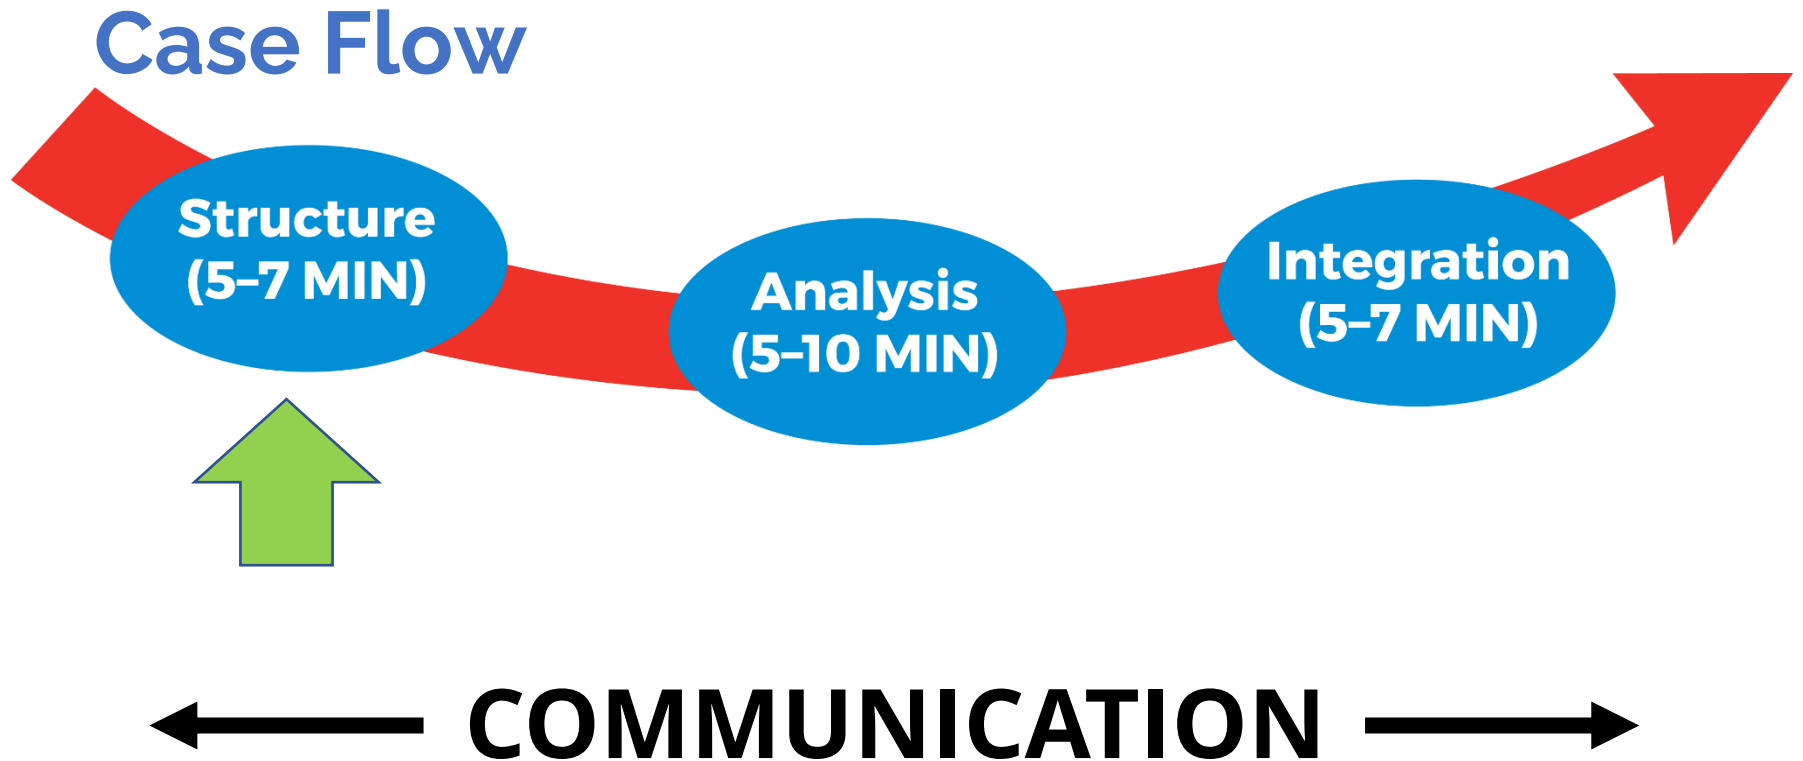 Case Flow
Structure
(5–7 MIN)
Analysis
(5–10 MIN)
Integration
(5–7 MIN)
COMMUNICATION